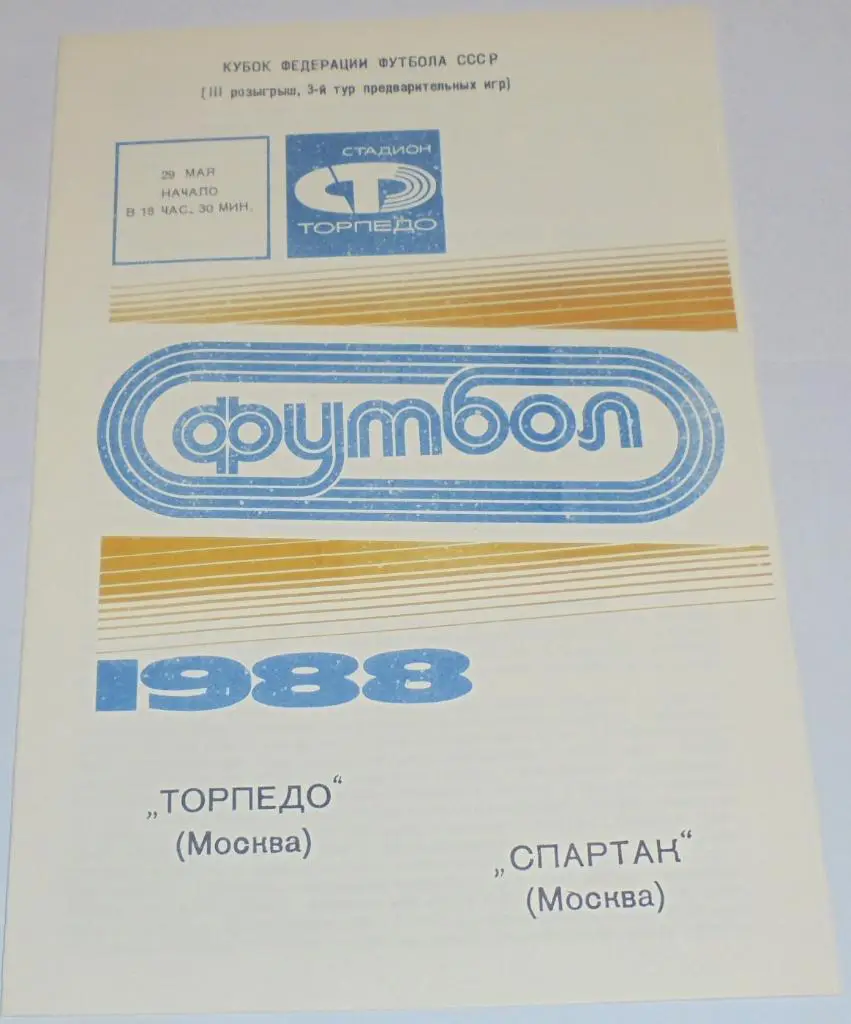 КУБОК ФЕДЕРАЦИИ ФУТБОЛА СССР
(III розыгрыш, 3-й тур предварительных игр)
29 МАЯ
НАЧАЛО
В 18 ЧАС. 30 МИН.
СТАДИОН
Т
ТОРПЕДО
футбол
1988
„ТОРПЕДО“
(Москва)
„СПАРТАК“
(Москва)